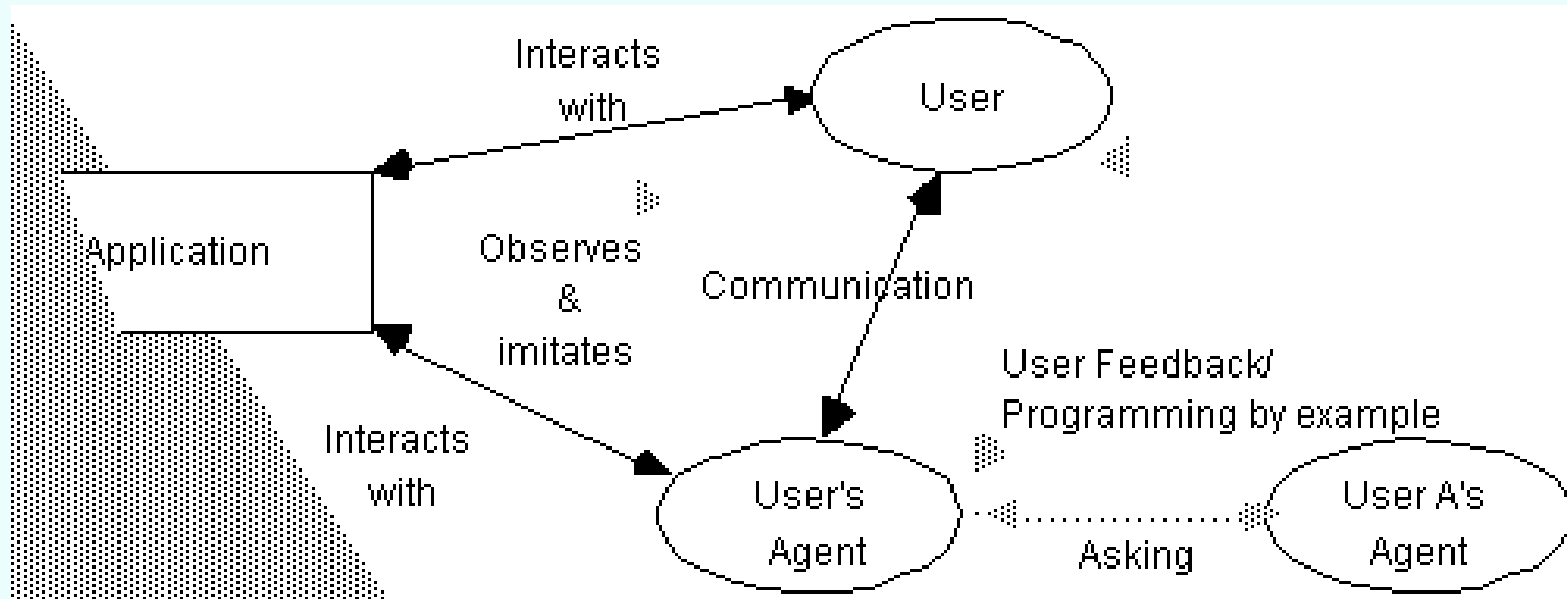 Interacts
with
User
Application
Observes
&
imitates
Communication
User Feedback/
Programming by example
Interacts
with
User's
Agent
Asking
User A's
Agent